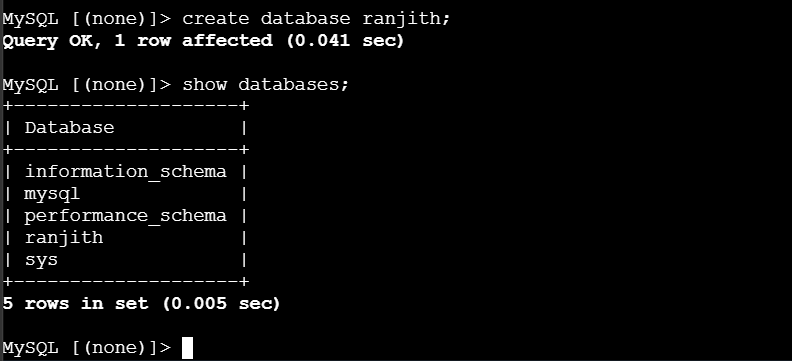 MySQL [(none)]> create database ranjith;
Query OK, 1 row affected (0.041 sec)
MySQL [(none)]> show databases;
+--------------------+
| Database           |
+--------------------+
| information_schema |
| mysql              |
| performance_schema |
| ranjith            |
| sys                |
+--------------------+
5 rows in set (0.005 sec)
MySQL [(none)]>